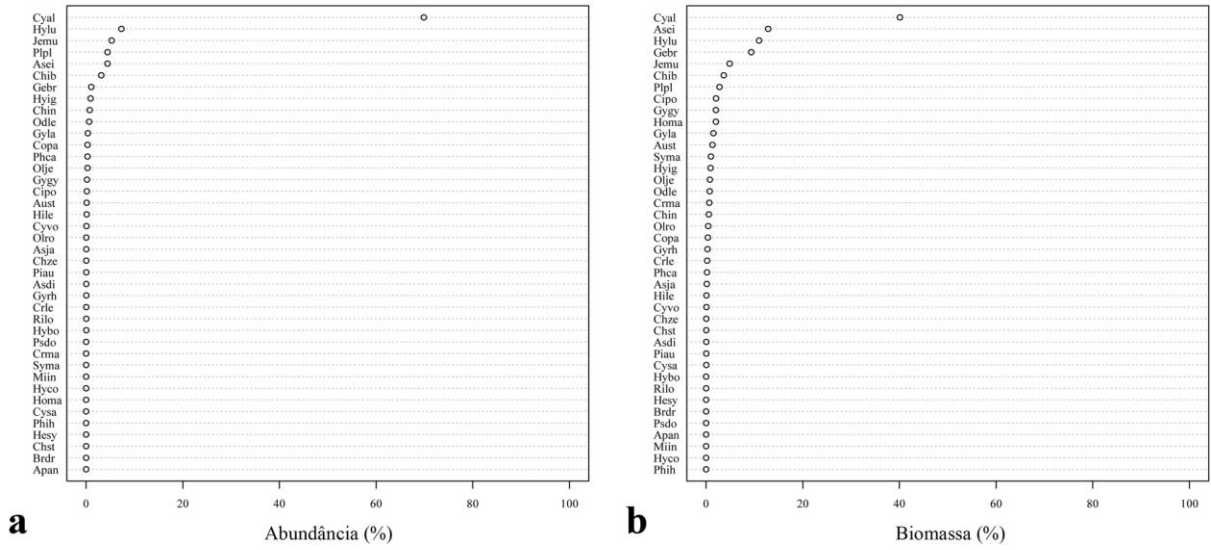 Cyal
Hylu
Jemu
Plpl
Asei
Chib
Gebr
Hyig
Chin
Odle
Gyla
Copa
Phca
Olje
Gygy
Cipo
Aust
Hile
Cyvo
Olro
Asja
Chze
Piau
Asdi
Gyrh
Crle
Rilo
Hybo
Psdo
Crma
Syma
Miin
Hyco
Homa
Cysa
Phih
Hesy
Chst
Brdr
Apan
0 20 40 60 80 100
a
Abundância (%)
Cyal
Asei
Hylu
Gebr
Jemu
Chib
Plpl
Cipo
Gygy
Homa
Gyla
Aust
Syma
Hyig
Olje
Odle
Crma
Chin
Olro
Copa
Gyrh
Crle
Phca
Asja
Hile
Cyvo
Chze
Chst
Asdi
Piau
Cysa
Hybo
Rilo
Hesy
Brdr
Psdo
Apan
Miin
Hyco
Phih
0 20 40 60 80 100
b
Biomassa (%)